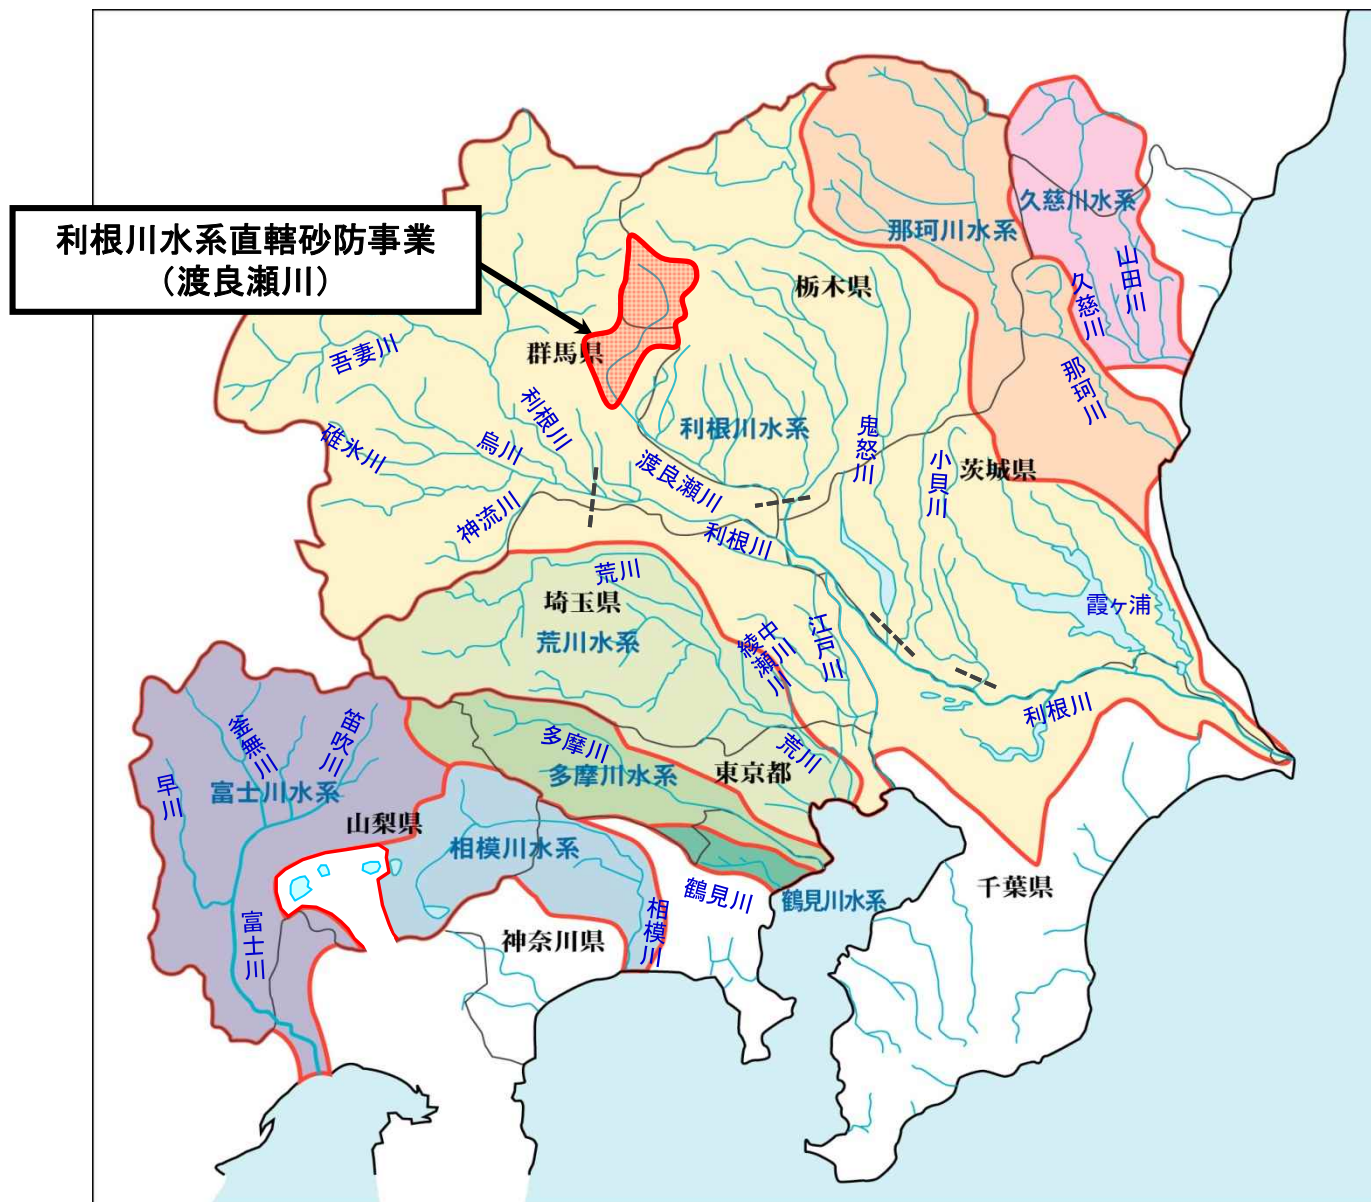 利根川水系直轄砂防事業
（渡良瀬川）
久慈川水系
那珂川水系
山田川
久慈川
栃木県
群馬県
吾妻川
那珂川
利根川
利根川水系
鬼怒川
碓氷川
烏川
小貝川
茨城県
渡良瀬川
神流川
利根川
荒川
埼玉県
霞ヶ浦
荒川水系
中川
綾瀬川
江戸川
利根川
釜無川
笛吹川
多摩川
荒川
早川
富士川水系
多摩川水系
東京都
山梨県
相模川水系
鶴見川
鶴見川水系
千葉県
富士川
神奈川県
相模川